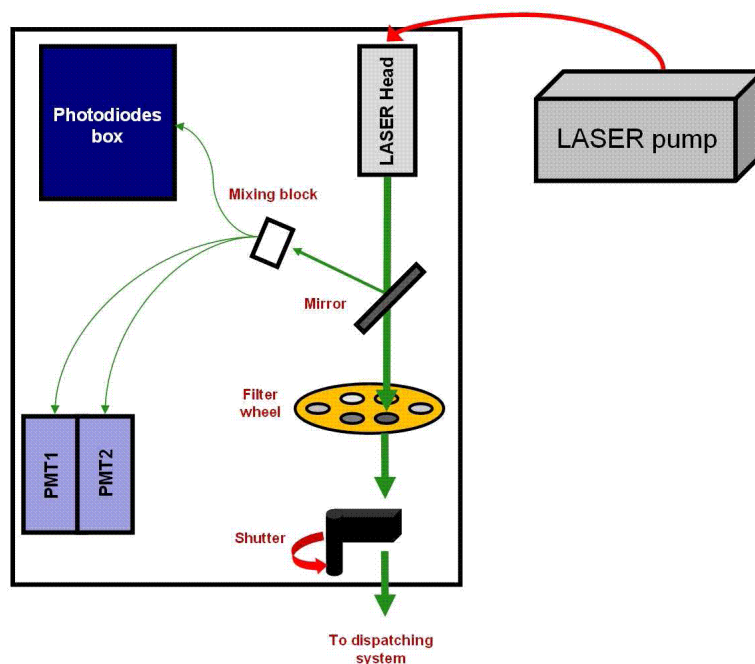 Photodiodes
box
LASER Head
LASER pump
Mixing block
Mirror
Filter
wheel
PMT1
PMT2
Shutter
To dispatching
system